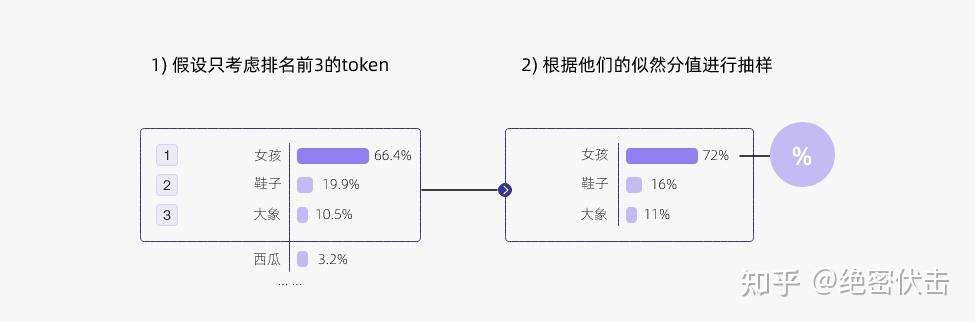 1) 假设只考虑排名前3的token
2) 根据他们的似然分值进行抽样
1 女孩 66.4%
2 鞋子 19.9%
3 大象 10.5%
西瓜 3.2%
... ...
女孩 72%
鞋子 16%
大象 11%
%
知乎 @绝密伏击